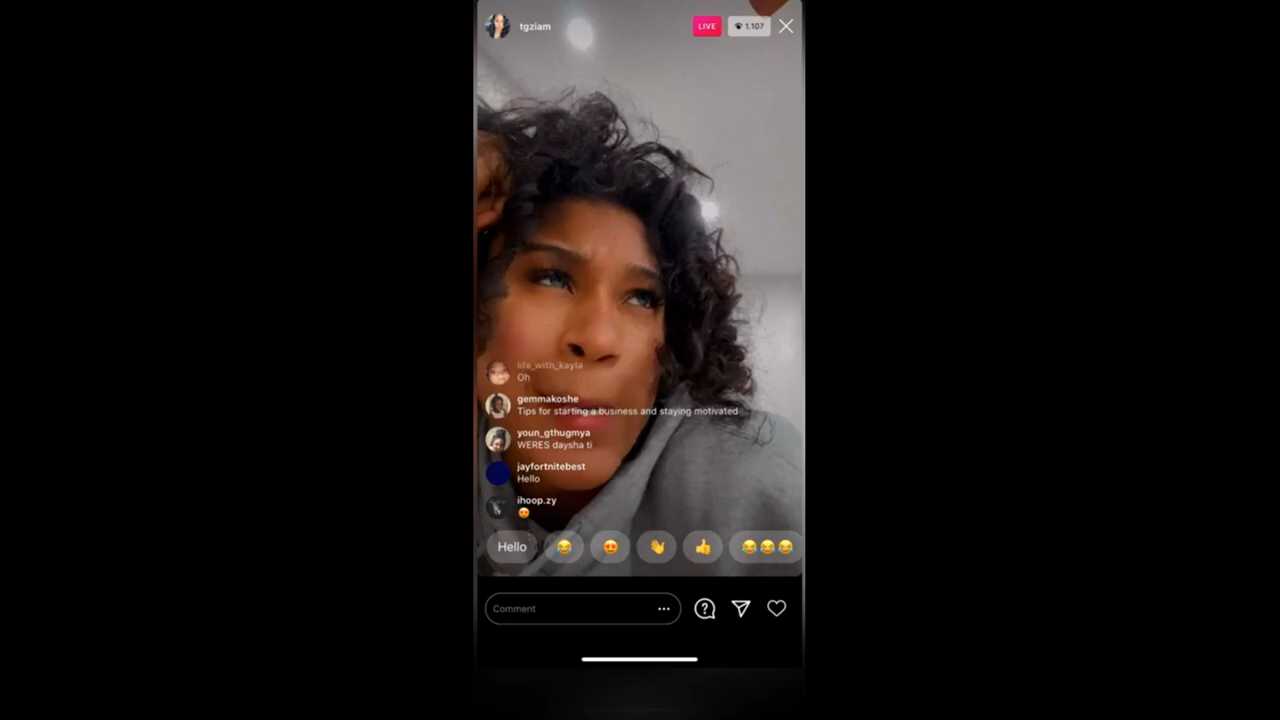 tgziam
LIVE
1.107
life_with_kayla
Oh
gemmakoshe
Tips for starting a business and staying motivated
youn_gthugmya
WERES daysha ti
jayfortnitebest
Hello
ihoop.zy
😍
Hello 😂 😍 👋 👍 😂😂😂
Comment